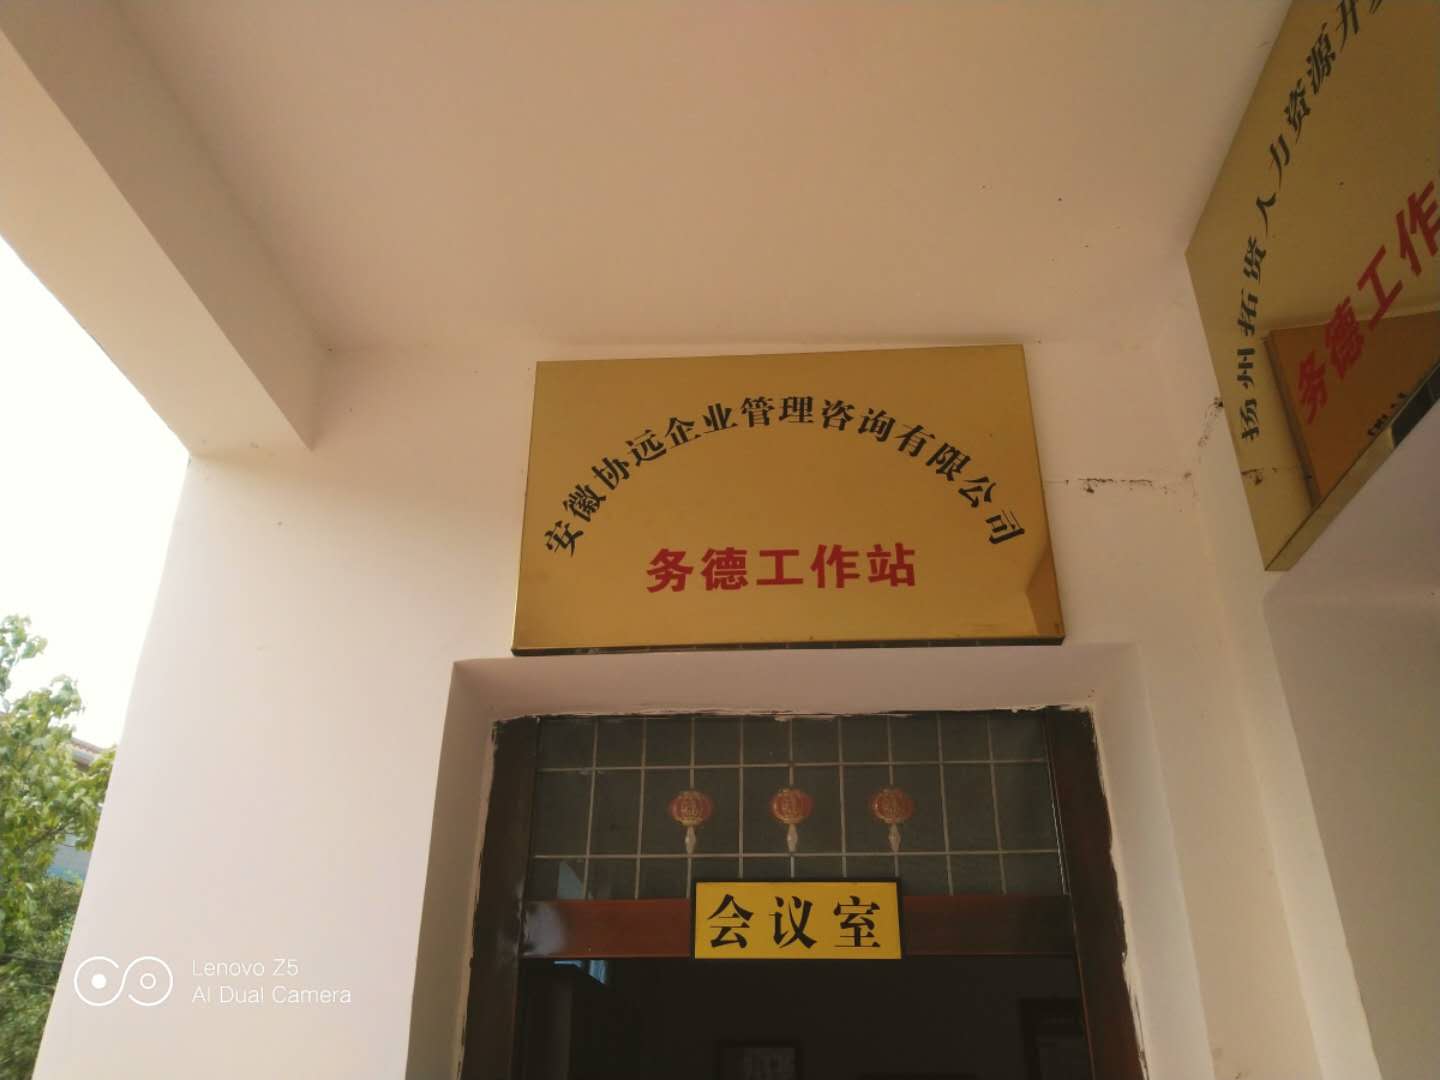 安徽协远企业管理咨询有限公司
务德工作站
扬州拓贤人力资源开
务德工作
会议室
Lenovo Z5
AI Dual Camera